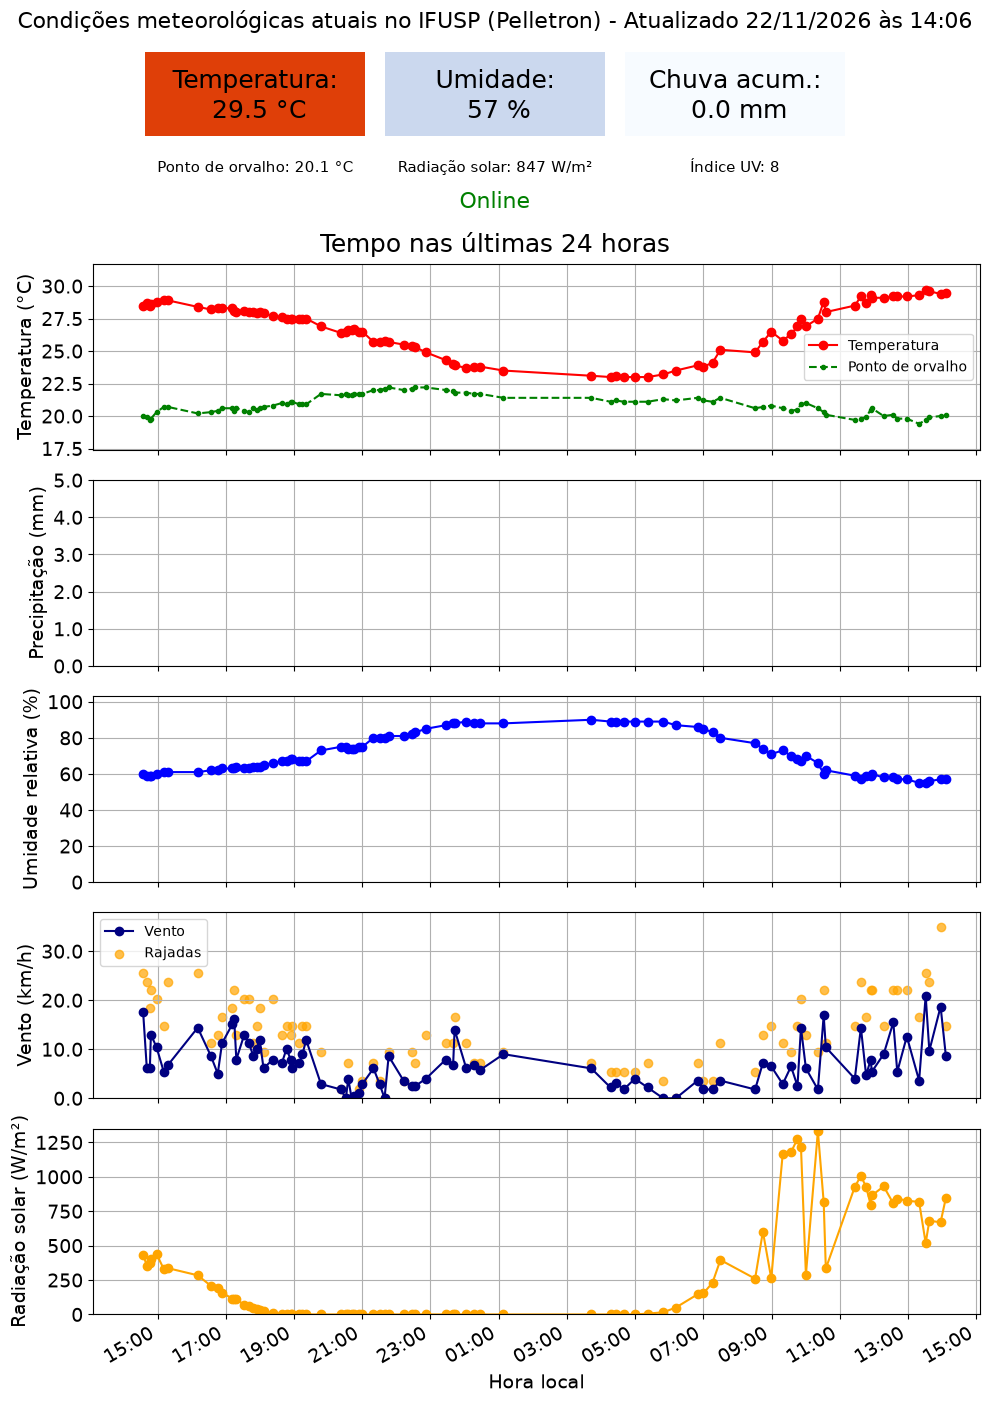 Condições meteorológicas atuais no IFUSP (Pelletron) - Atualizado 22/11/2026 às 14:06
Temperatura:
29.5 °C
Umidade:
57 %
Chuva acum.:
0.0 mm
Ponto de orvalho: 20.1 °C
Radiação solar: 847 W/m²
Índice UV: 8
Online
Tempo nas últimas 24 horas
Temperatura (°C)
30.0
27.5
25.0
22.5
20.0
17.5
Temperatura
Ponto de orvalho
Precipitação (mm)
5.0
4.0
3.0
2.0
1.0
0.0
Umidade relativa (%)
100
80
60
40
20
0
Vento (km/h)
30.0
20.0
10.0
0.0
Vento
Rajadas
Radiação solar (W/m²)
1250
1000
750
500
250
0
15:00
17:00
19:00
21:00
23:00
01:00
03:00
05:00
07:00
09:00
11:00
13:00
15:00
Hora local